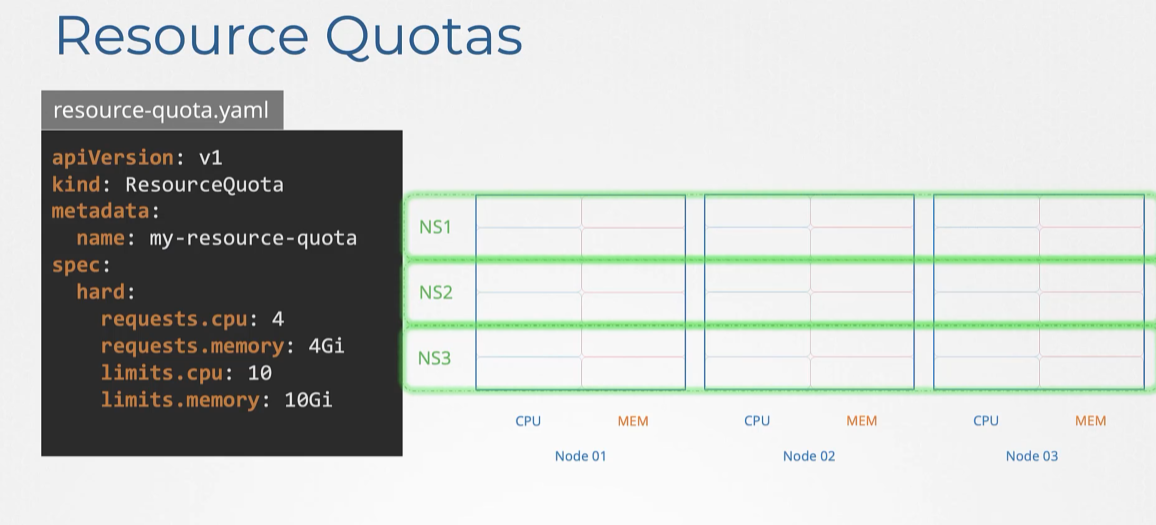 Resource Quotas
resource-quota.yaml
apiVersion: v1
kind: ResourceQuota
metadata:
  name: my-resource-quota
spec:
  hard:
    requests.cpu: 4
    requests.memory: 4Gi
    limits.cpu: 10
    limits.memory: 10Gi
NS1
NS2
NS3
CPU MEM CPU MEM CPU MEM
Node 01 Node 02 Node 03